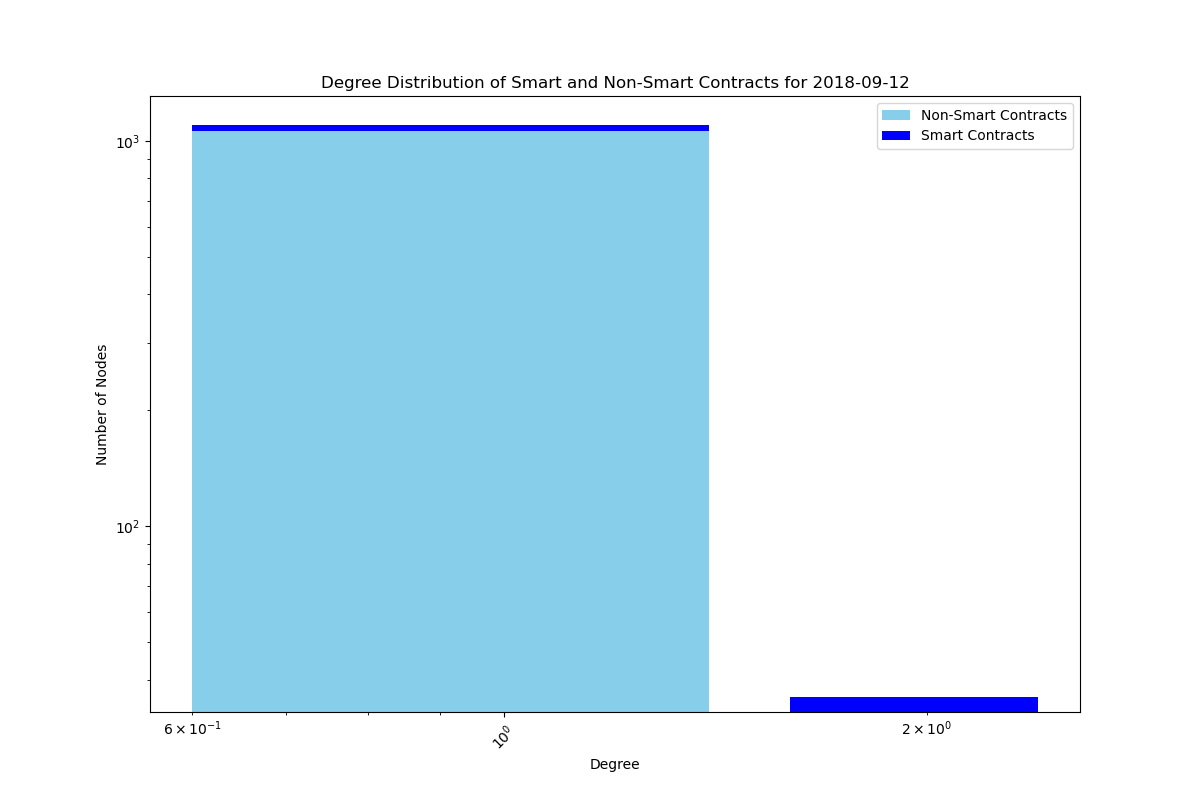 Degree Distribution of Smart and Non-Smart Contracts for 2018-09-12
Non-Smart Contracts
Smart Contracts
Number of Nodes
10³
10²
6 × 10⁻¹
10⁰
2 × 10⁰
Degree